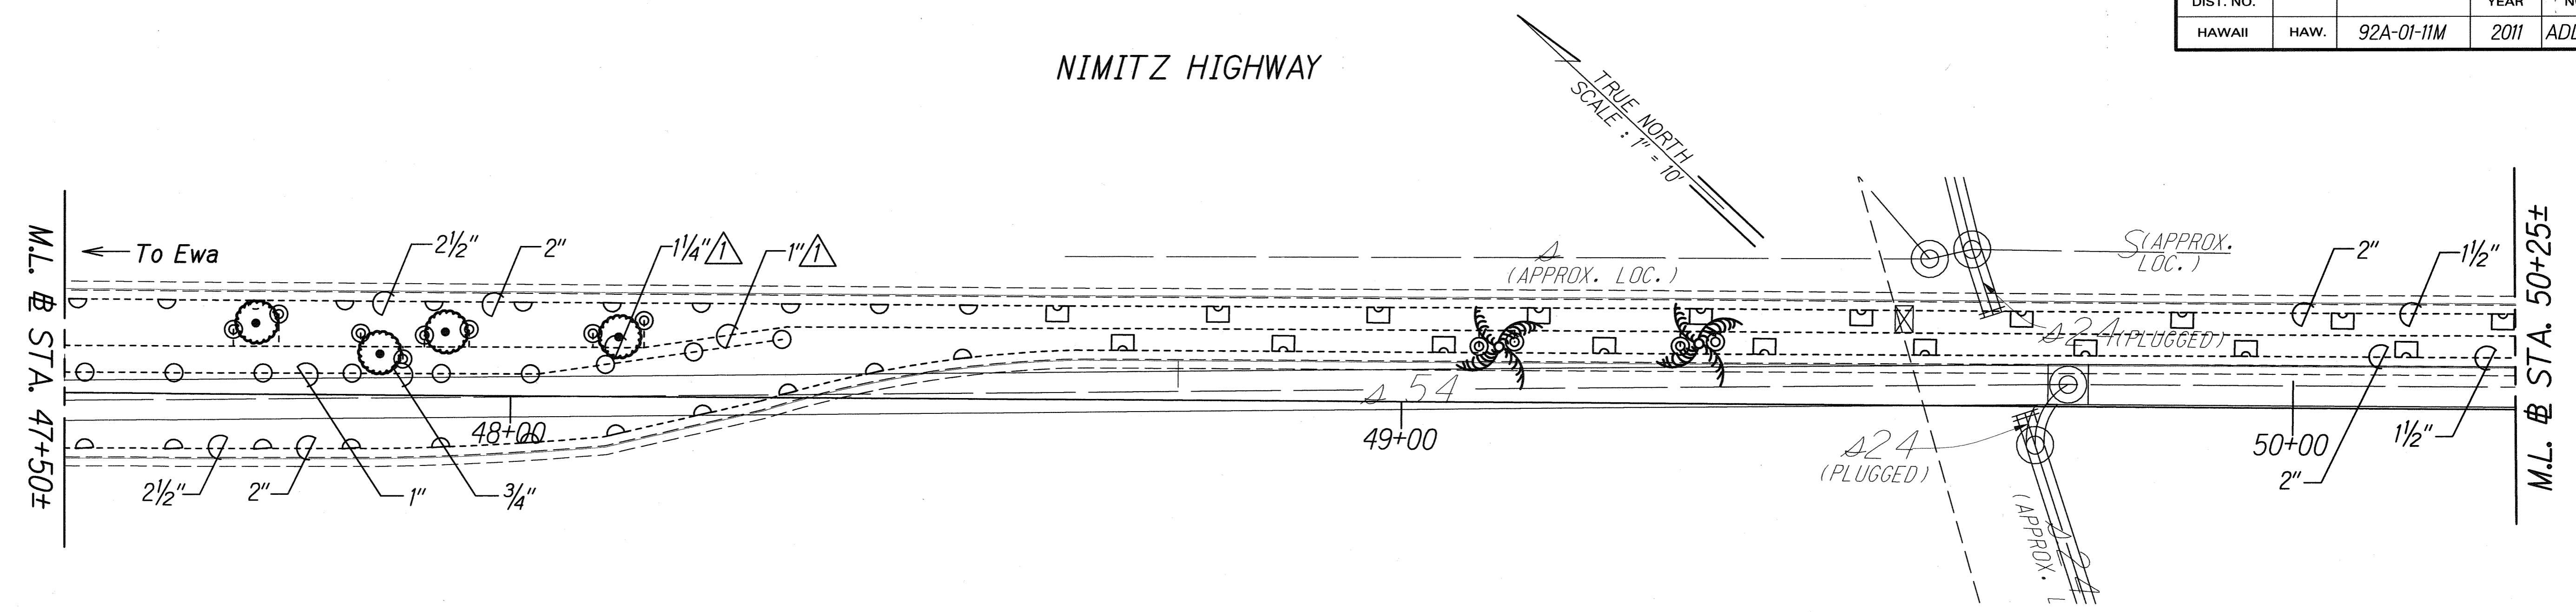 DIST. NO. YEAR
HAWAII HAW. 92A-01-11M 2011
NIMITZ HIGHWAY
TRUE NORTH
SCALE : 1" = 10'
M.L. ⅊ STA. 47+50±
← To Ewa
2½"
2"
1¼" 1
1" 1
S
(APPROX. LOC.)
S(APPROX.
LOC.)
2"
1½"
M.L. ⅊ STA. 50+25±
S24(PLUGGED)
S 54
48+00
49+00
50+00
S24
(PLUGGED)
2½"
2"
1"
¾"
2"
1½"
S 24
(APPROX.